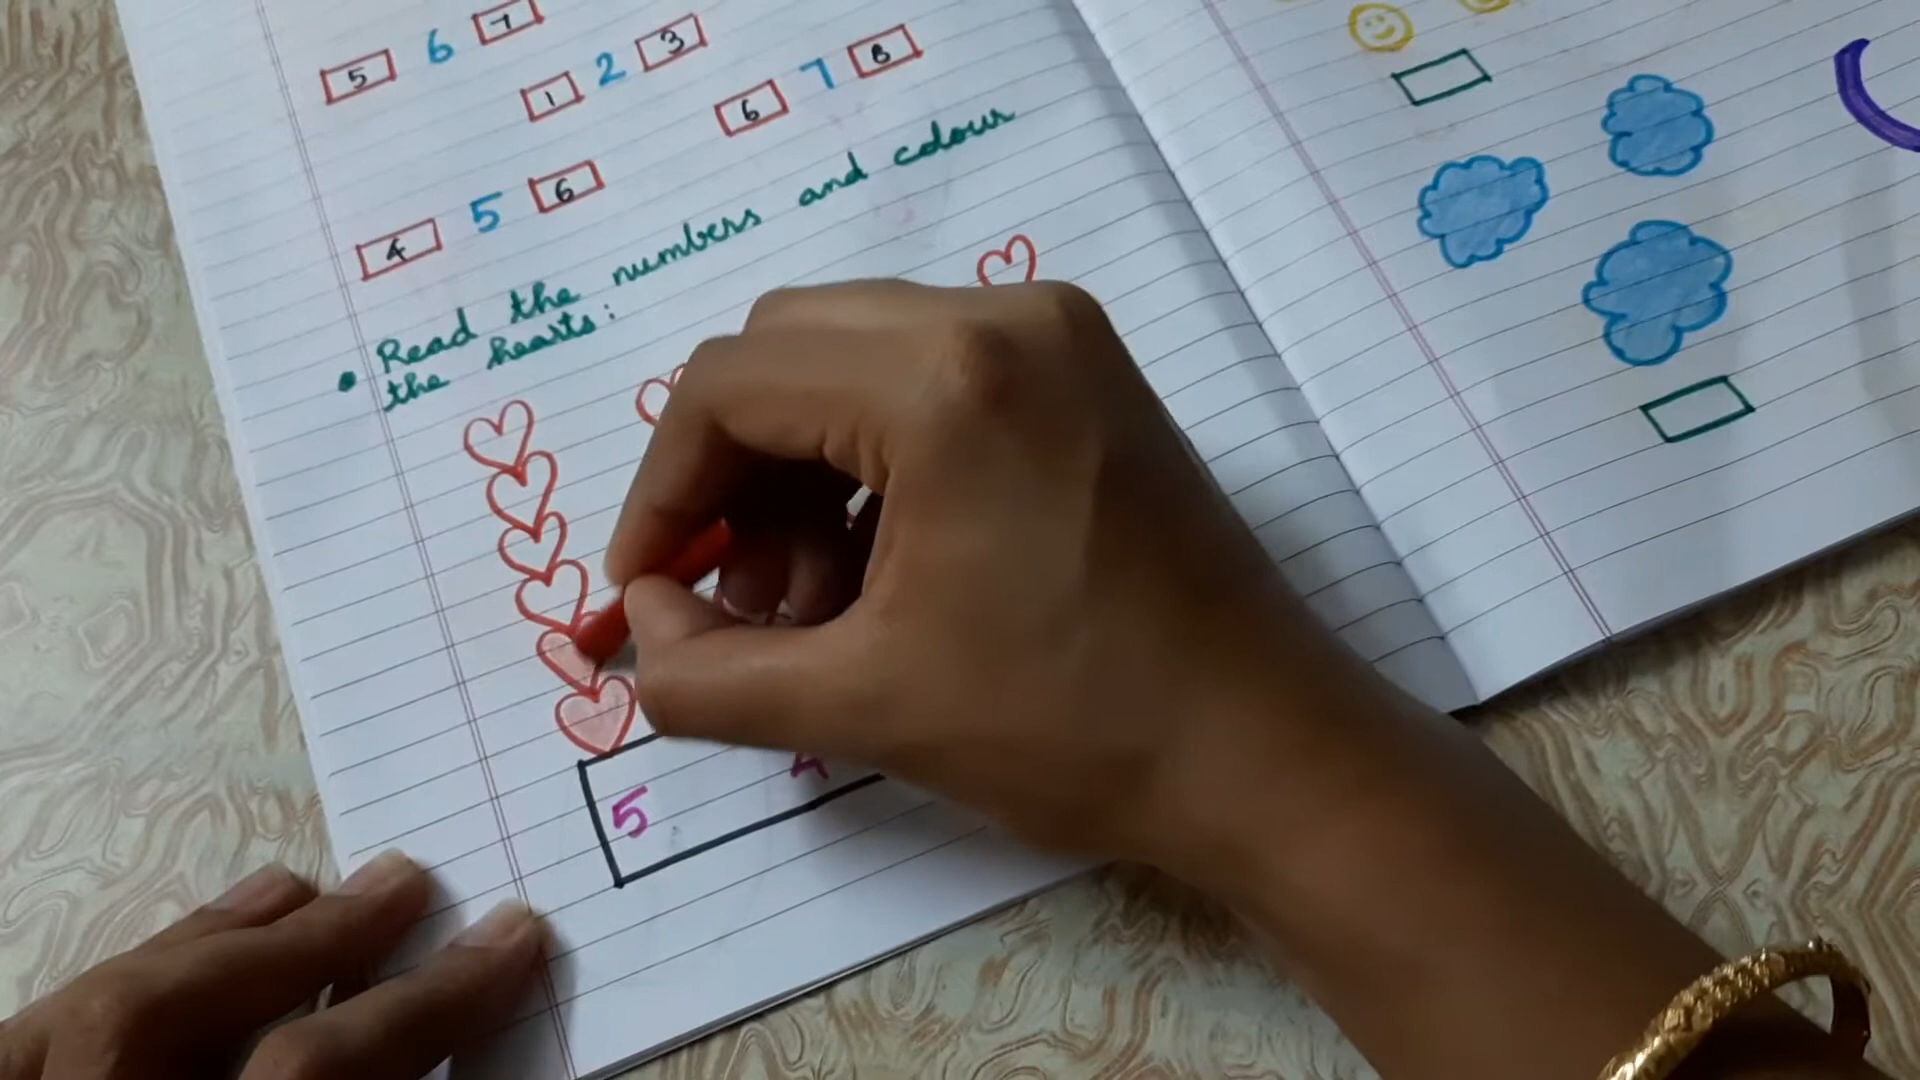 5 6 7
1 2 3
6 7 8
4 5 6
• Read the numbers and colour
the hearts:
5 4